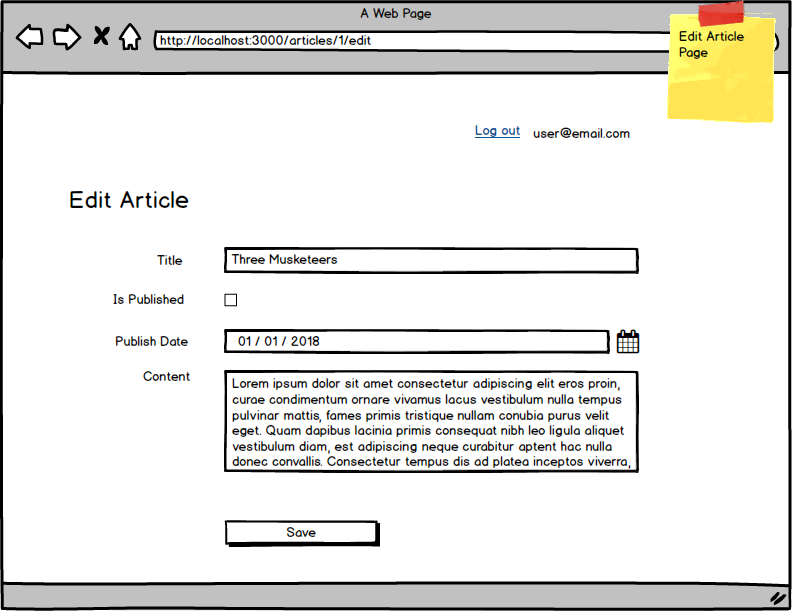 A Web Page
http://localhost:3000/articles/1/edit
Edit Article
Page
Log out user@email.com
Edit Article
Title Three Musketeers
Is Published
Publish Date 01 / 01 / 2018
Content
Lorem ipsum dolor sit amet consectetur adipiscing elit eros proin,
curae condimentum ornare vivamus lacus vestibulum nulla tempus
pulvinar mattis, fames primis tristique nullam conubia purus velit
eget. Quam dapibus lacinia primis consequat nibh leo ligula aliquet
vestibulum diam, est adipiscing neque curabitur aptent hac nulla
donec convallis. Consectetur tempus dis ad platea inceptos viverra,
Save